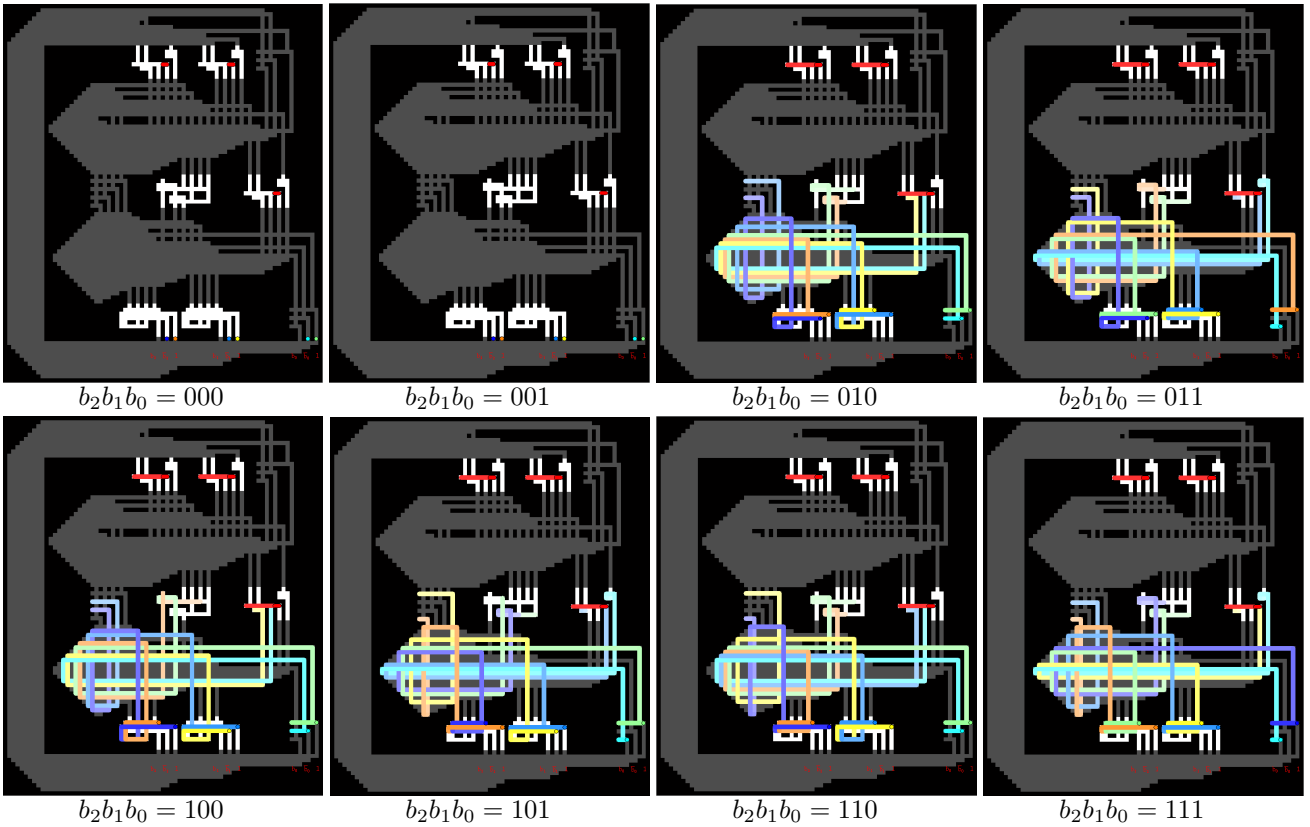 b₂b₁b₀ = 000
b₂b₁b₀ = 001
b₂b₁b₀ = 010
b₂b₁b₀ = 011
b₂b₁b₀ = 100
b₂b₁b₀ = 101
b₂b₁b₀ = 110
b₂b₁b₀ = 111